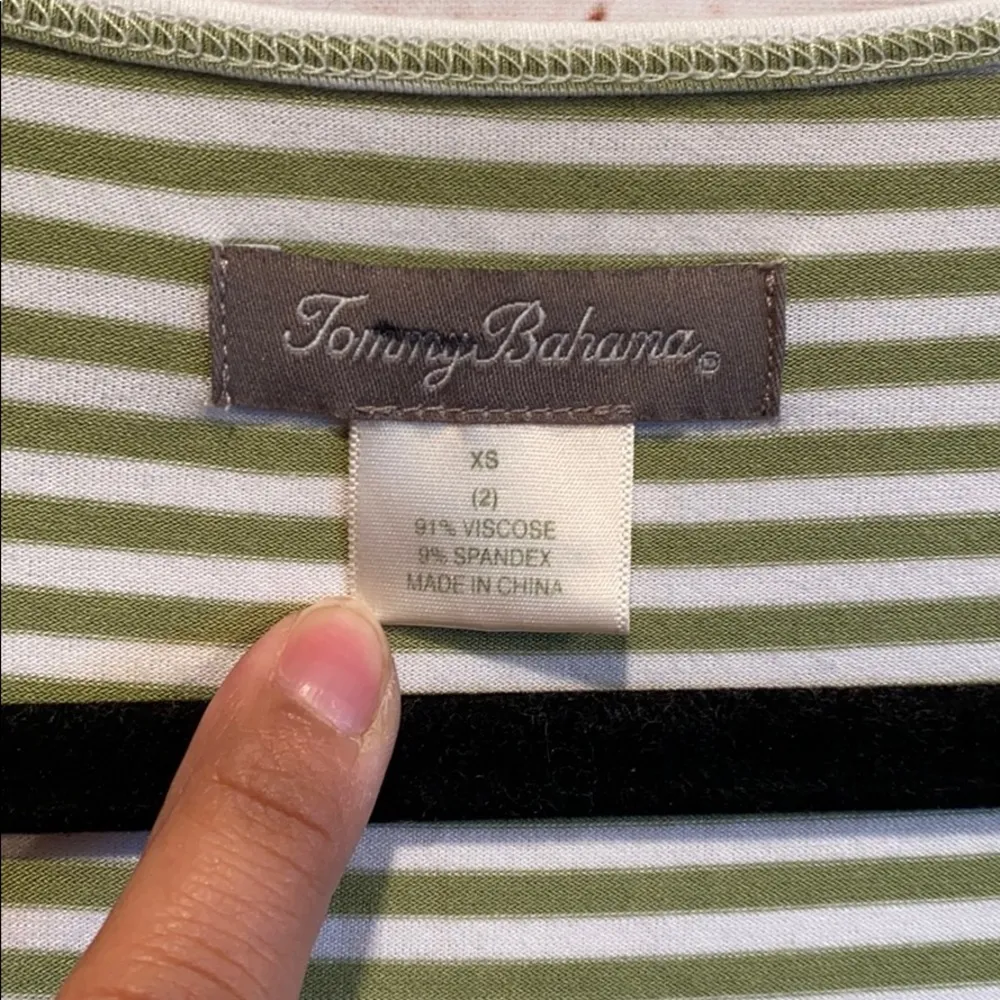 Tommy Bahama®
XS
(2)
91% VISCOSE
9% SPANDEX
MADE IN CHINA